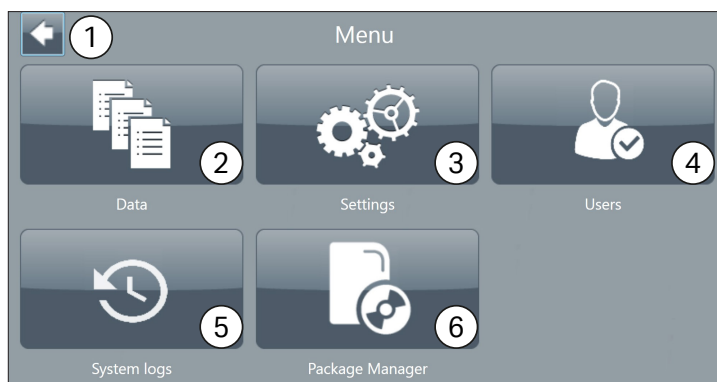 1
Menu
2
3
4
Data
Settings
Users
5
6
System logs
Package Manager